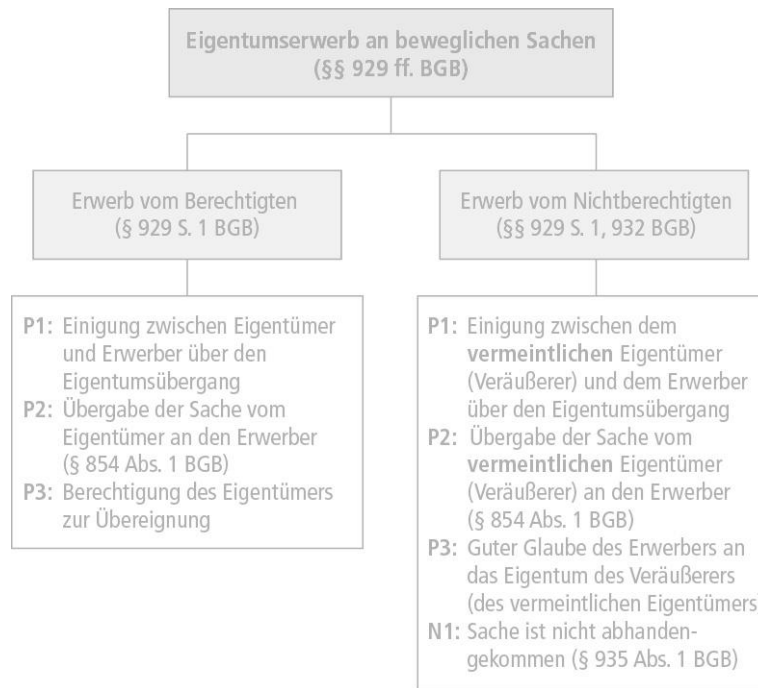 Eigentumserwerb an beweglichen Sachen
(§§ 929 ff. BGB)
Erwerb vom Berechtigten
(§ 929 S. 1 BGB)
Erwerb vom Nichtberechtigten
(§§ 929 S. 1, 932 BGB)
P1: Einigung zwischen Eigentümer
und Erwerber über den
Eigentumsübergang
P2: Übergabe der Sache vom
Eigentümer an den Erwerber
(§ 854 Abs. 1 BGB)
P3: Berechtigung des Eigentümers
zur Übereignung
P1: Einigung zwischen dem
vermeintlichen Eigentümer
(Veräußerer) und dem Erwerber
über den Eigentumsübergang
P2: Übergabe der Sache vom
vermeintlichen Eigentümer
(Veräußerer) an den Erwerber
(§ 854 Abs. 1 BGB)
P3: Guter Glaube des Erwerbers an
das Eigentum des Veräußerers
(des vermeintlichen Eigentümers)
N1: Sache ist nicht abhanden-
gekommen (§ 935 Abs. 1 BGB)